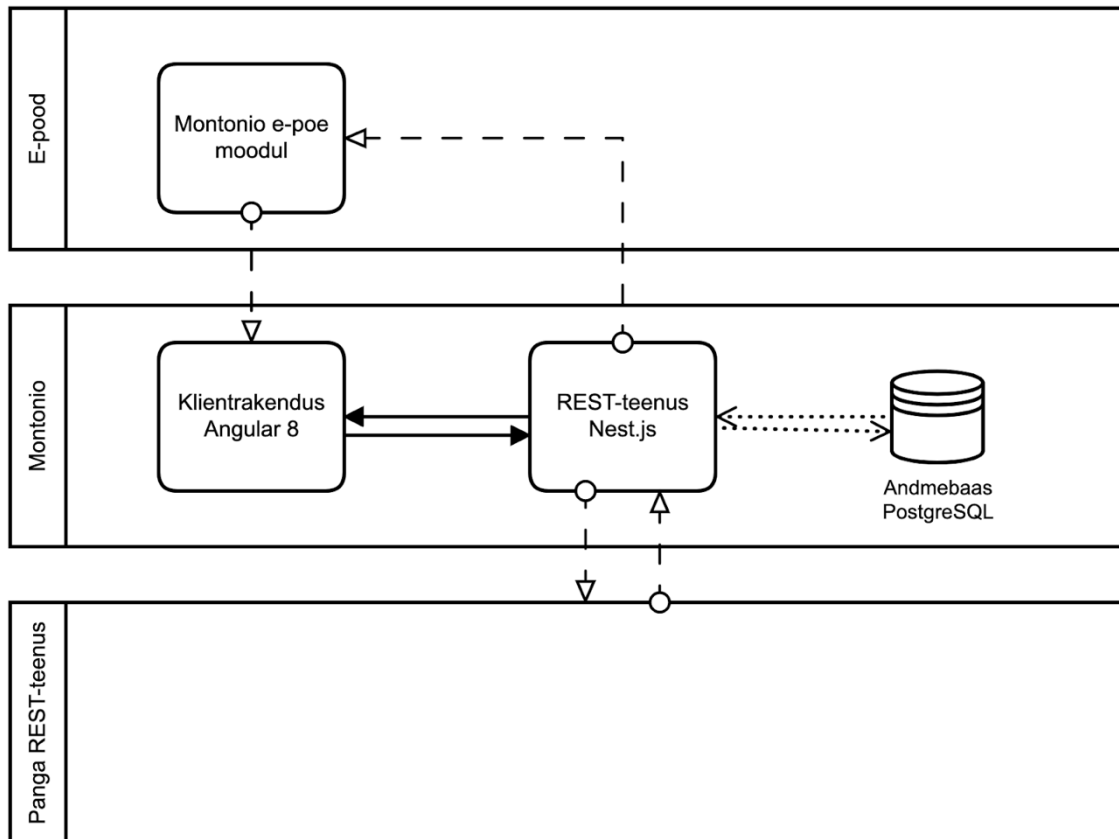 E-pood
Montonio e-poe
moodul
Montonio
Klientrakendus
Angular 8
REST-teenus
Nest.js
Andmebaas
PostgreSQL
Panga REST-teenus